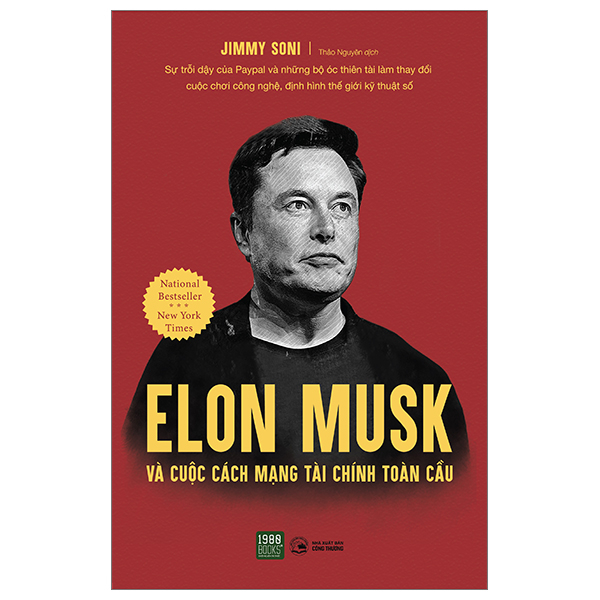 JIMMY SONI | Thảo Nguyên dịch
Sự trỗi dậy của Paypal và những bộ óc thiên tài làm thay đổi
cuộc chơi công nghệ, định hình thế giới kỹ thuật số
National
Bestseller
***
New York
Times
ELON MUSK
VÀ CUỘC CÁCH MẠNG TÀI CHÍNH TOÀN CẦU
1980
BOOKS
NHÀ XUẤT BẢN
CÔNG THƯƠNG